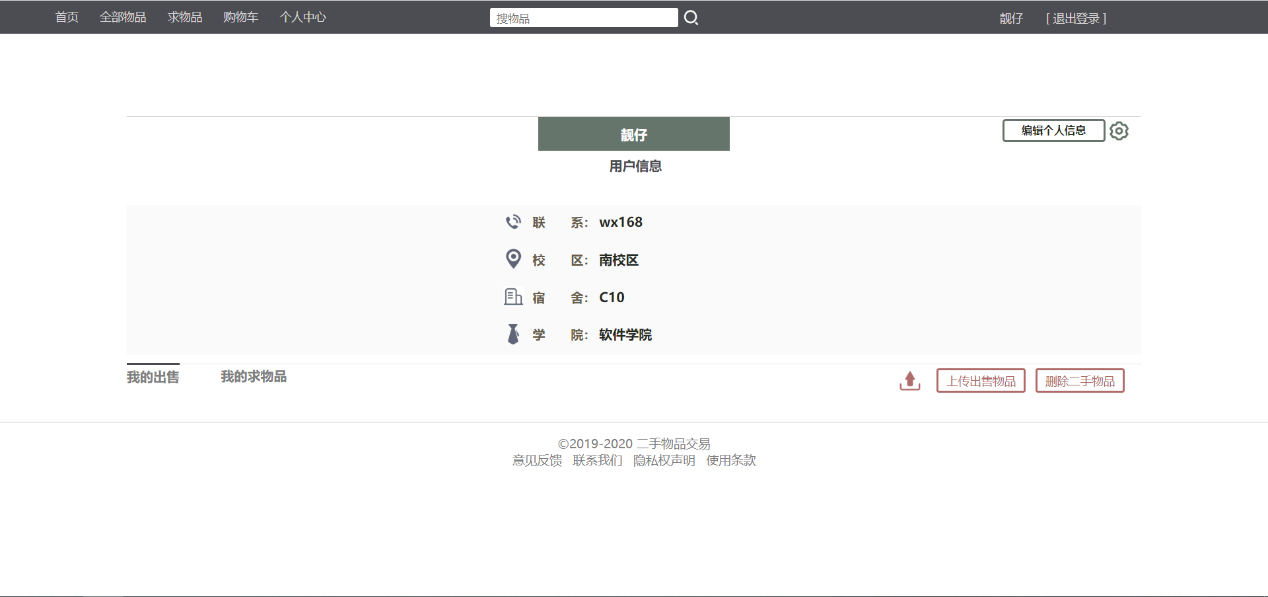 首页 全部物品 求物品 购物车 个人中心 搜物品 靓仔 [ 退出登录 ]
靓仔
编辑个人信息
用户信息
联 系: wx168
校 区: 南校区
宿 舍: C10
学 院: 软件学院
我的出售 我的求物品 上传出售物品 删除二手物品
©2019-2020 二手物品交易
意见反馈 联系我们 隐私权声明 使用条款